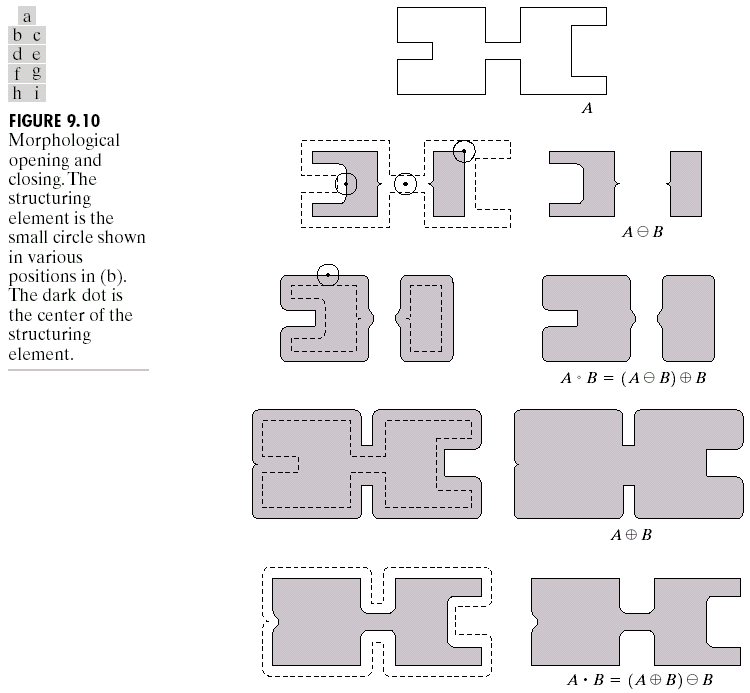 a
b c
d e
f g
h i
FIGURE 9.10
Morphological
opening and
closing. The
structuring
element is the
small circle shown
in various
positions in (b).
The dark dot is
the center of the
structuring
element.
A
A ⊖ B
A ∘ B = (A ⊖ B) ⊕ B
A ⊕ B
A • B = (A ⊕ B) ⊖ B